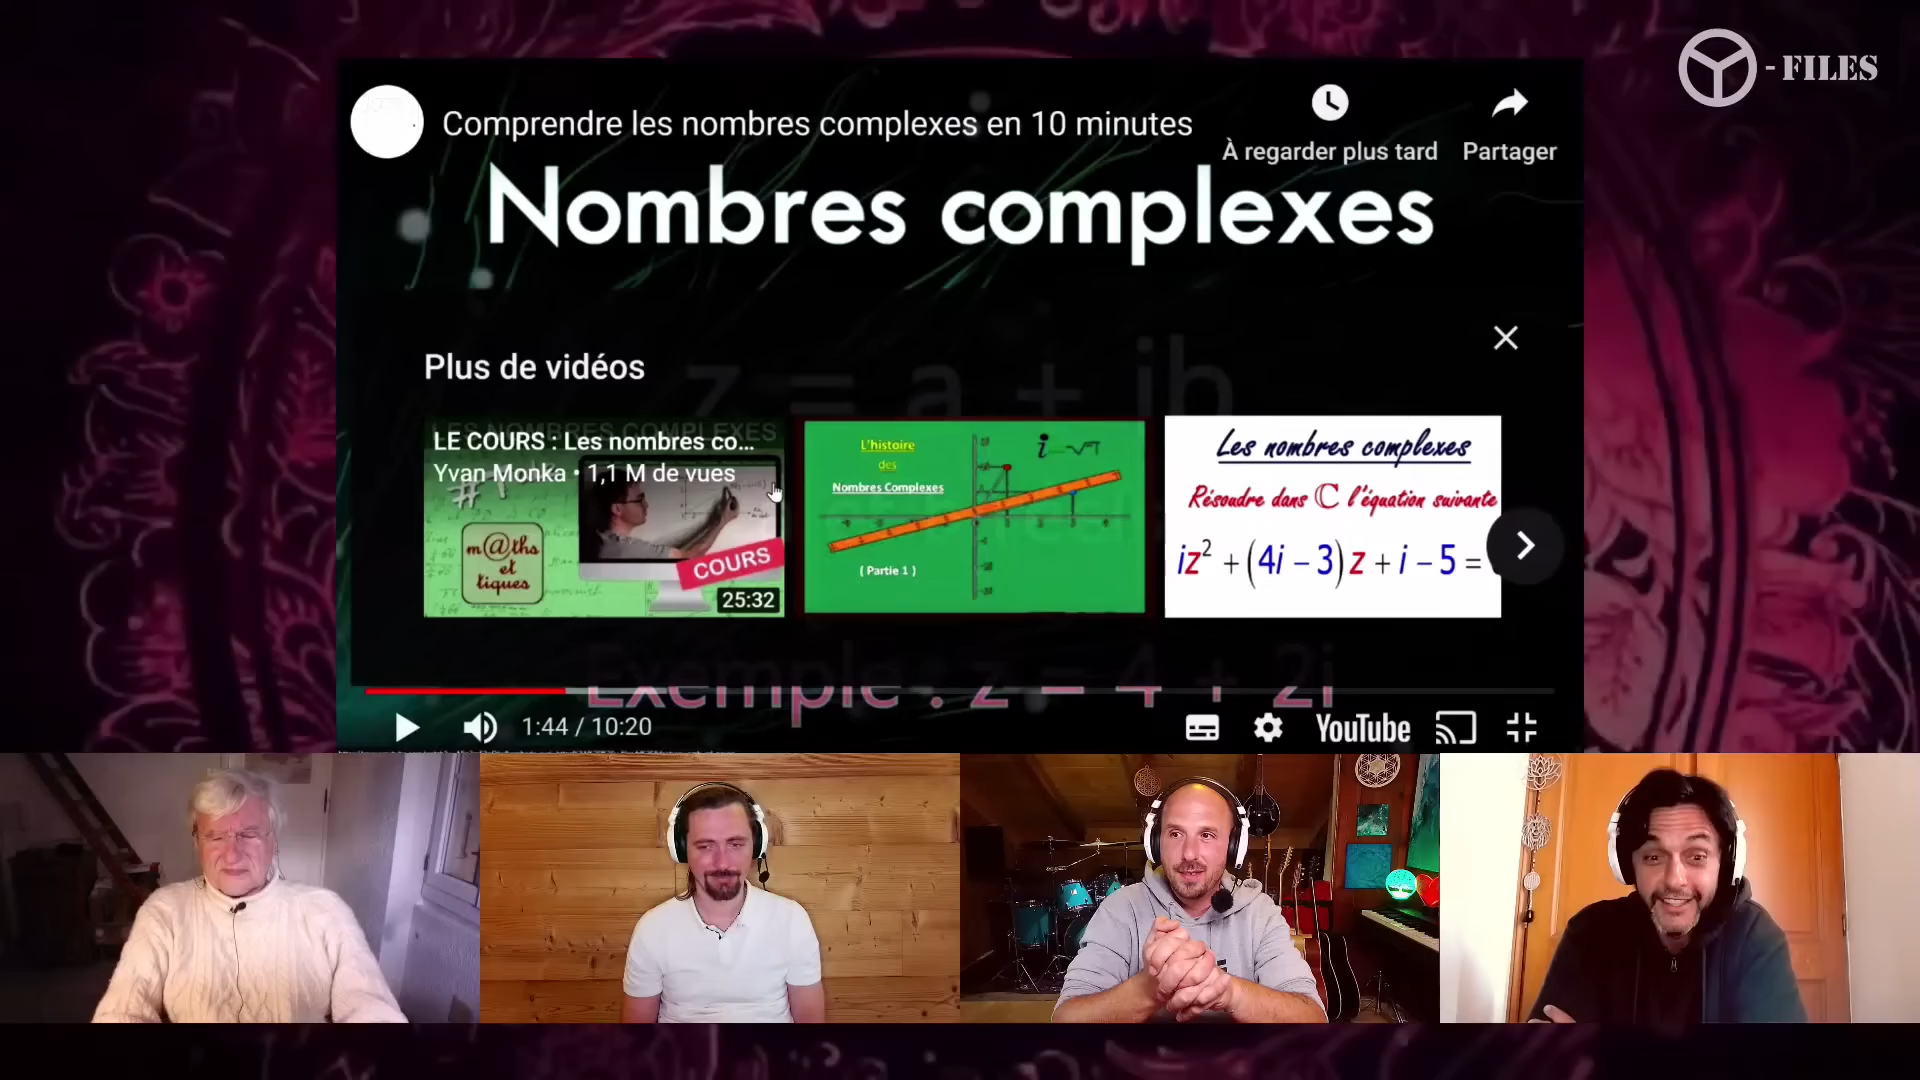 - FILES
Comprendre les nombres complexes en 10 minutes
À regarder plus tard
Partager
Nombres complexes
z = a + ib
Plus de vidéos
LE COURS : Les nombres co...
Yvan Monka • 1,1 M de vues
m@ths
et
tiques
COURS
25:32
L'histoire
des
Nombres Complexes
( Partie 1 )
Les nombres complexes
Résoudre dans ℂ l'équation suivante
iz² + (4i – 3) z + i – 5 =
Exemple : z = 4 + 2i
1:44 / 10:20
YouTube